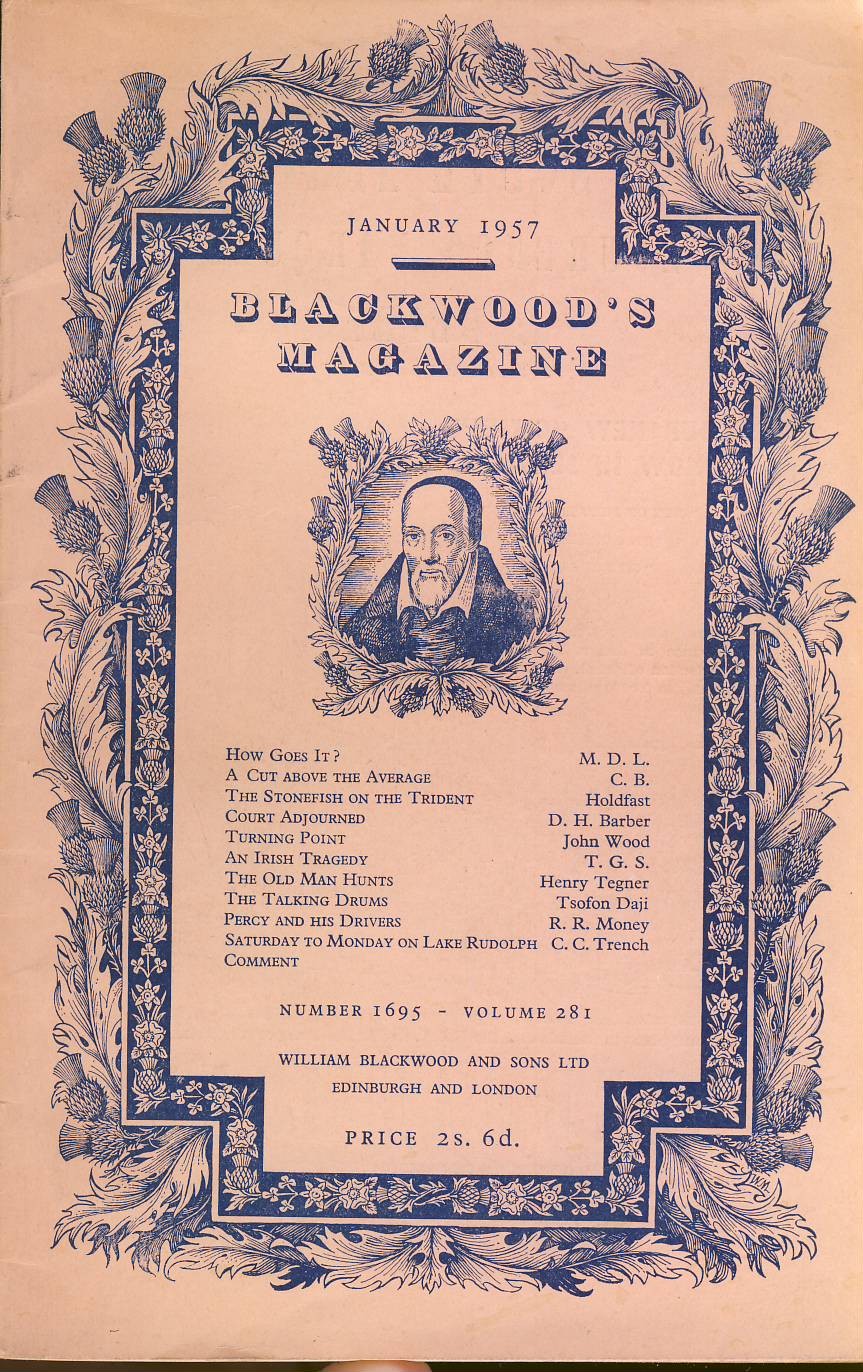 JANUARY 1957
BLACKWOOD'S
MAGAZINE
HOW GOES IT? M. D. L.
A CUT ABOVE THE AVERAGE C. B.
THE STONEFISH ON THE TRIDENT Holdfast
COURT ADJOURNED D. H. Barber
TURNING POINT John Wood
AN IRISH TRAGEDY T. G. S.
THE OLD MAN HUNTS Henry Tegner
THE TALKING DRUMS Tsofon Daji
PERCY AND HIS DRIVERS R. R. Money
SATURDAY TO MONDAY ON LAKE RUDOLPH C. C. Trench
COMMENT
NUMBER 1695 - VOLUME 281
WILLIAM BLACKWOOD AND SONS LTD
EDINBURGH AND LONDON
PRICE 2s. 6d.